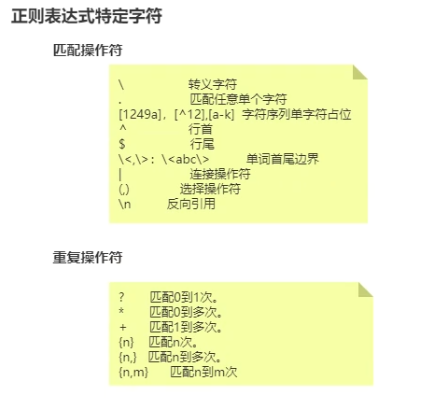 正则表达式特定字符
匹配操作符
\ 转义字符
. 匹配任意单个字符
[1249a]，[^12],[a-k] 字符序列单字符占位
^ 行首
$ 行尾
\<,\>：\<abc\> 单词首尾边界
| 连接操作符
(,) 选择操作符
\n 反向引用
重复操作符
? 匹配0到1次。
* 匹配0到多次。
+ 匹配1到多次。
{n} 匹配n次。
{n,} 匹配n到多次。
{n,m} 匹配n到m次